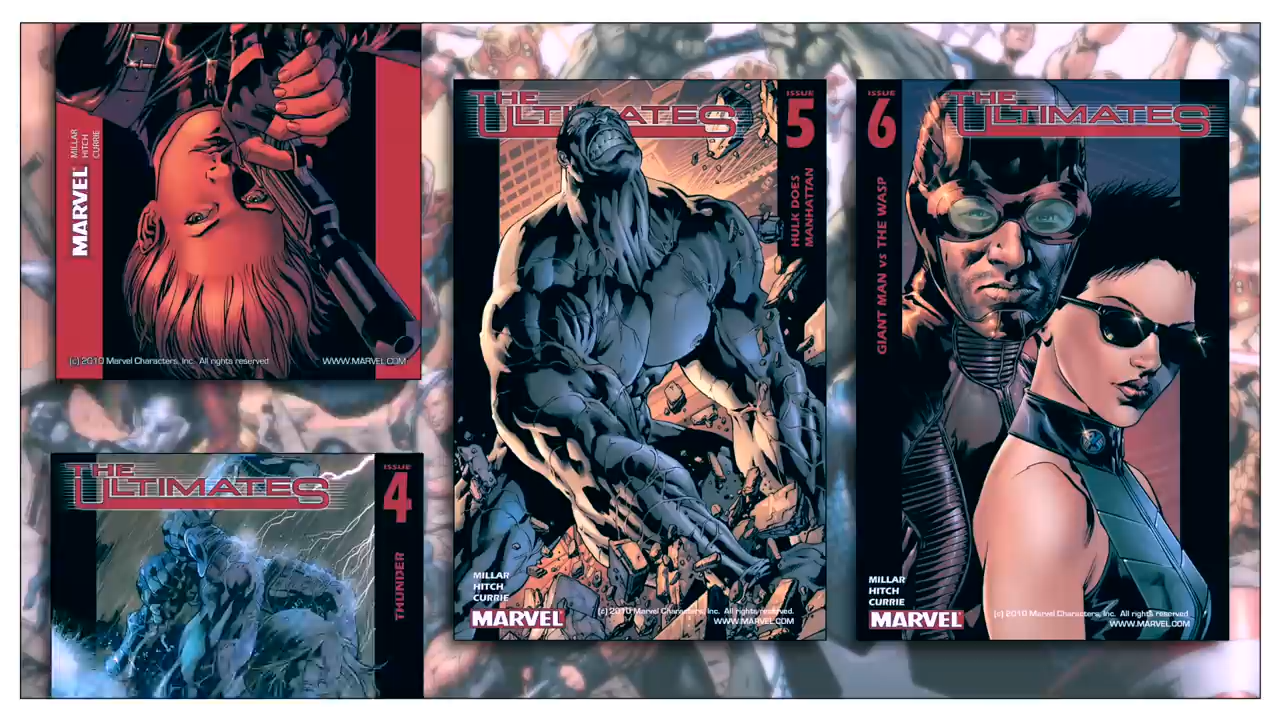 MARVEL
MILLAR
HITCH
CURRIE
(c) 2010 Marvel Characters, Inc. All rights reserved
WWW.MARVEL.COM
THE
ULTIMATES
ISSUE
4
THUNDER
THE
ULTIMATES
ISSUE
5
HULK DOES
MANHATTAN
MILLAR
HITCH
CURRIE
MARVEL
(c) 2010 Marvel Characters, Inc. All rights reserved.
WWW.MARVEL.COM
ISSUE
6
THE
ULTIMATES
GIANT MAN vs THE WASP
MILLAR
HITCH
CURRIE
MARVEL
(c) 2010 Marvel Characters, Inc. All rights reserved
WWW.MARVEL.COM